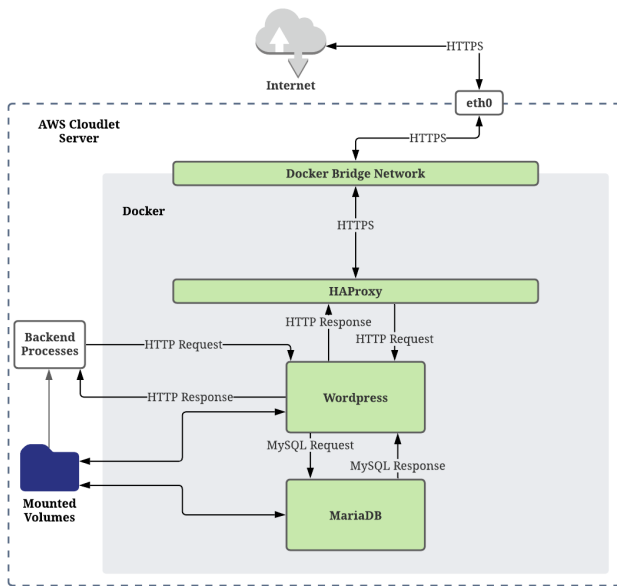 HTTPS
Internet
eth0
AWS Cloudlet
Server
HTTPS
Docker Bridge Network
Docker
HTTPS
HAProxy
HTTP Response
HTTP Request
Backend
Processes
HTTP Request
Wordpress
HTTP Response
MySQL Request
MySQL Response
Mounted
Volumes
MariaDB